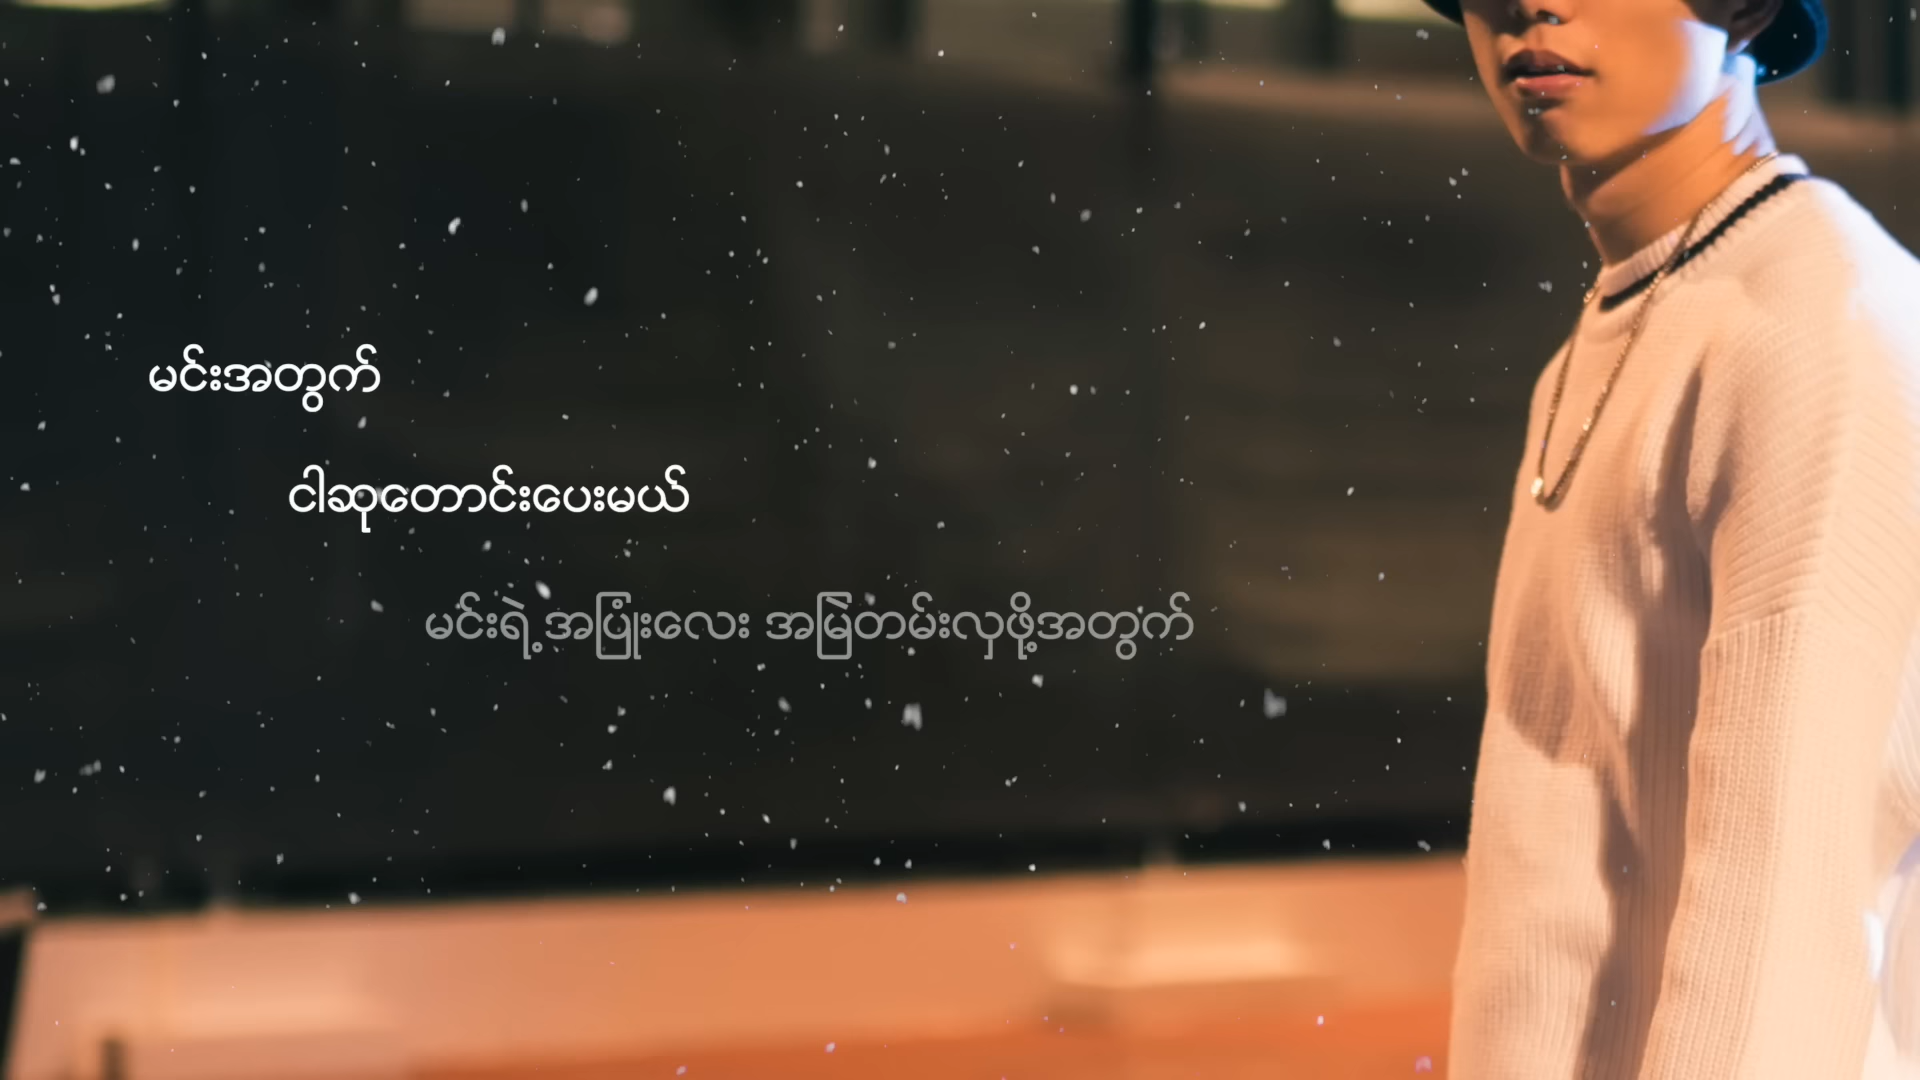 မင်းအတွက်
ငါဆုတောင်းပေးမယ်
မင်းရဲ့အပြုံးလေး အမြဲတမ်းလှဖို့အတွက်